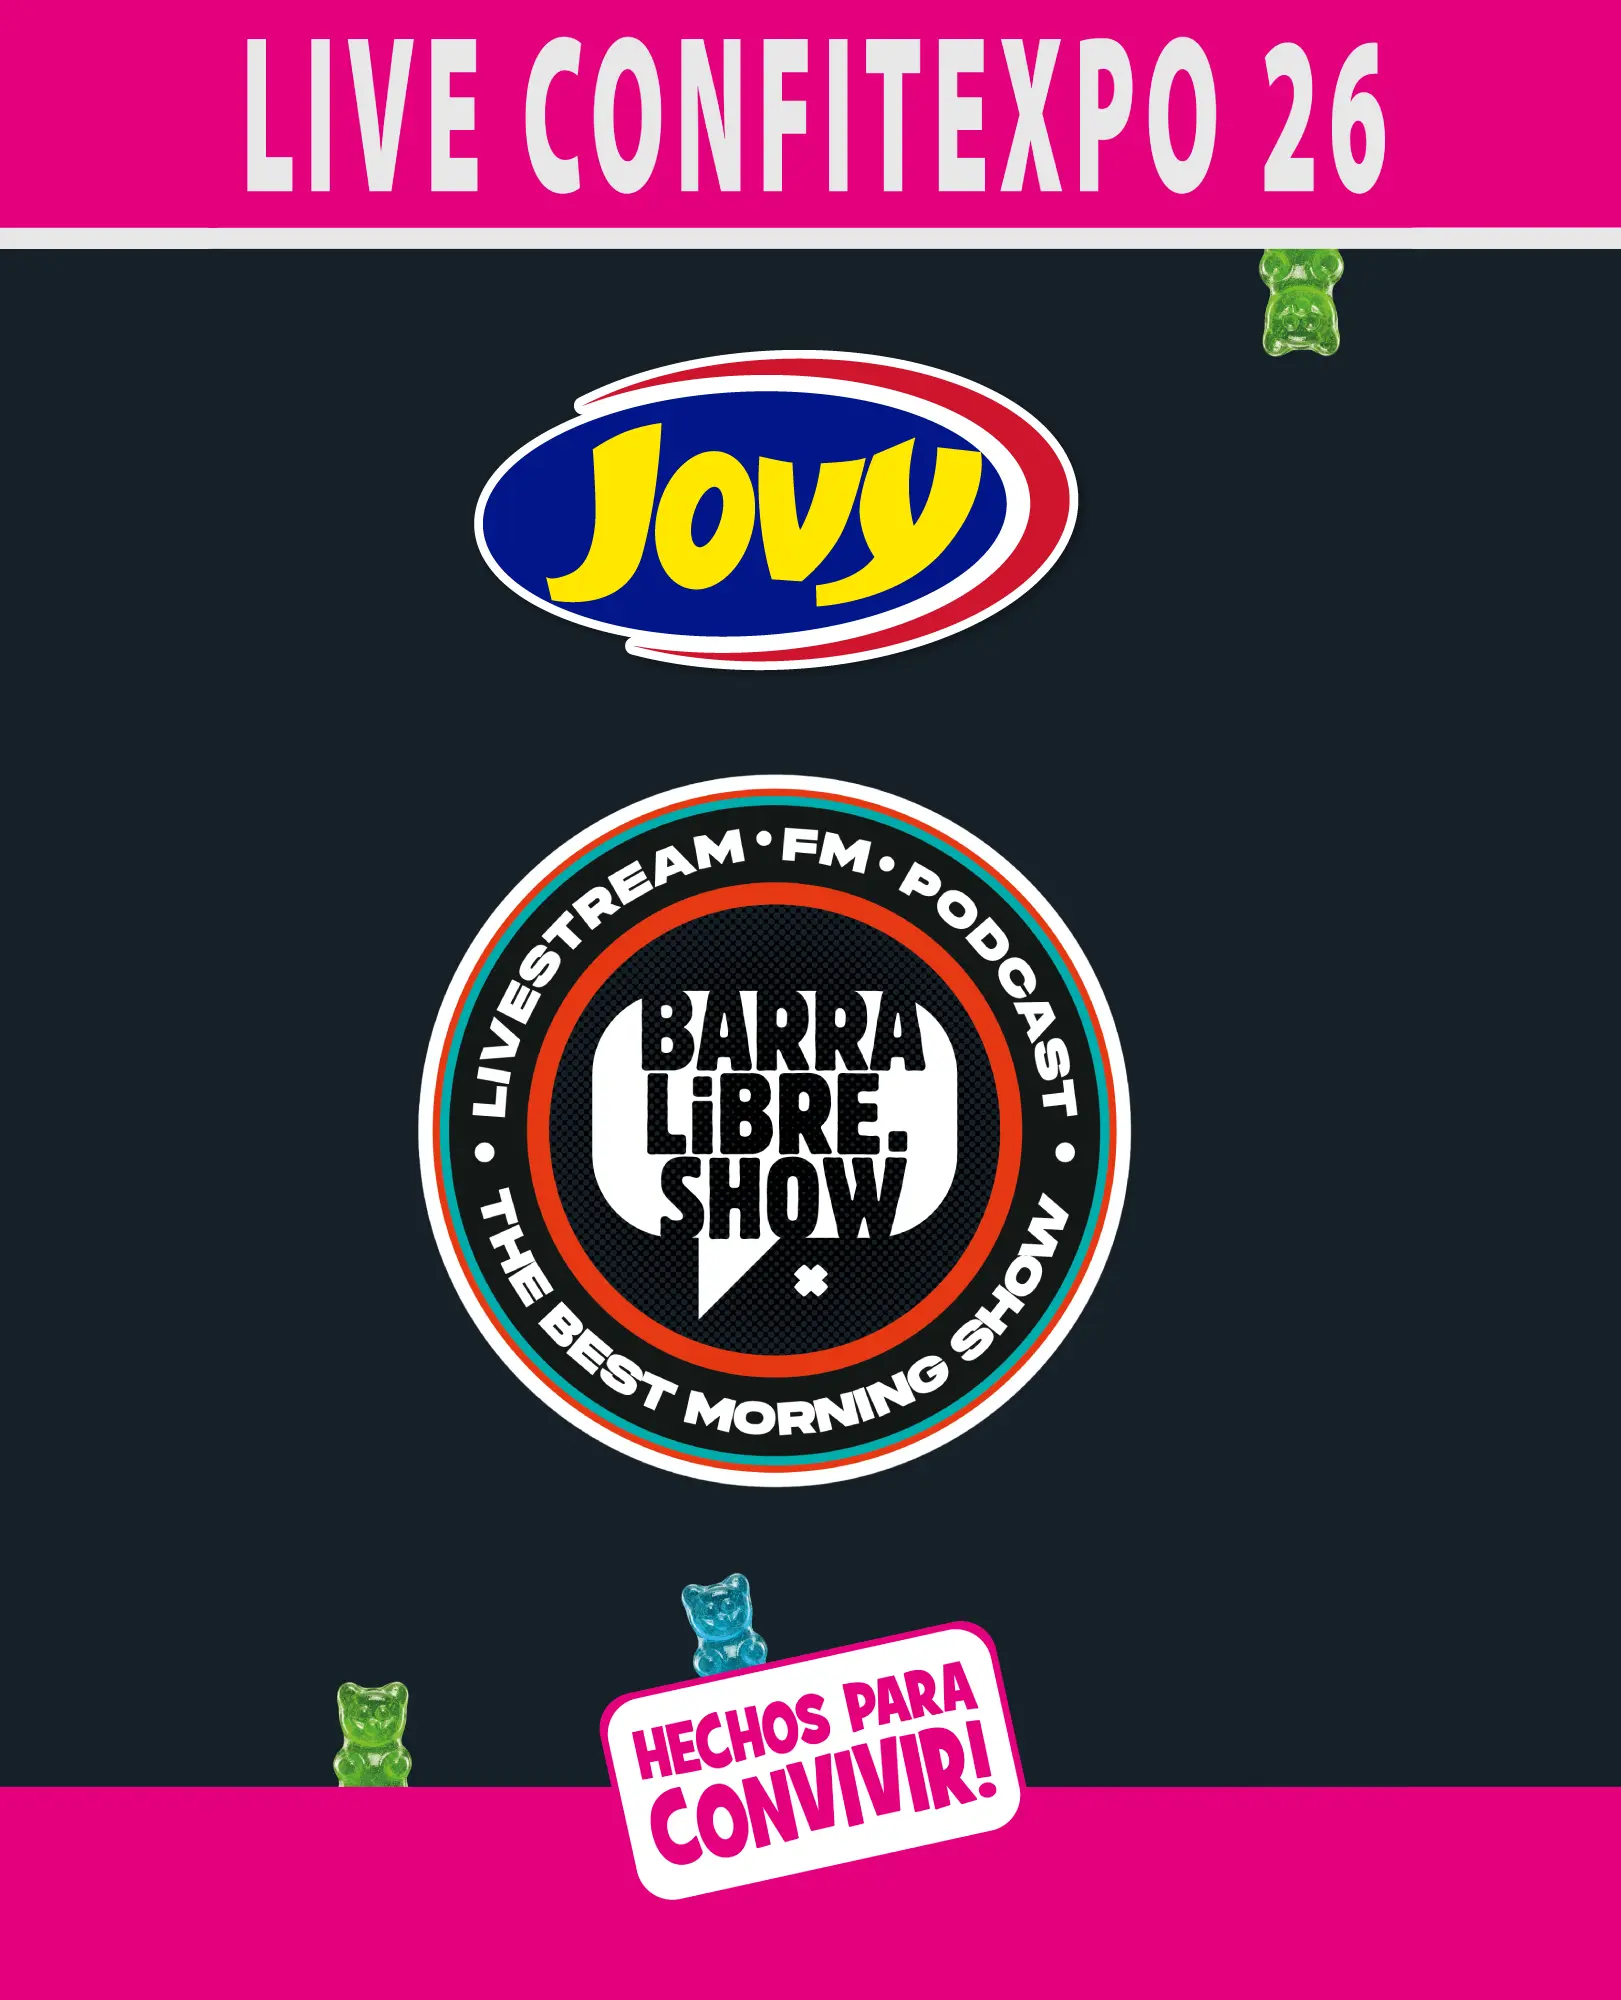 LIVE CONFITEXPO 26
Jovy
LIVESTREAM • FM • PODCAST
BARRA
LiBRE.
SHOW
• THE BEST MORNING SHOW •
HECHOS PARA
CONVIVIR!